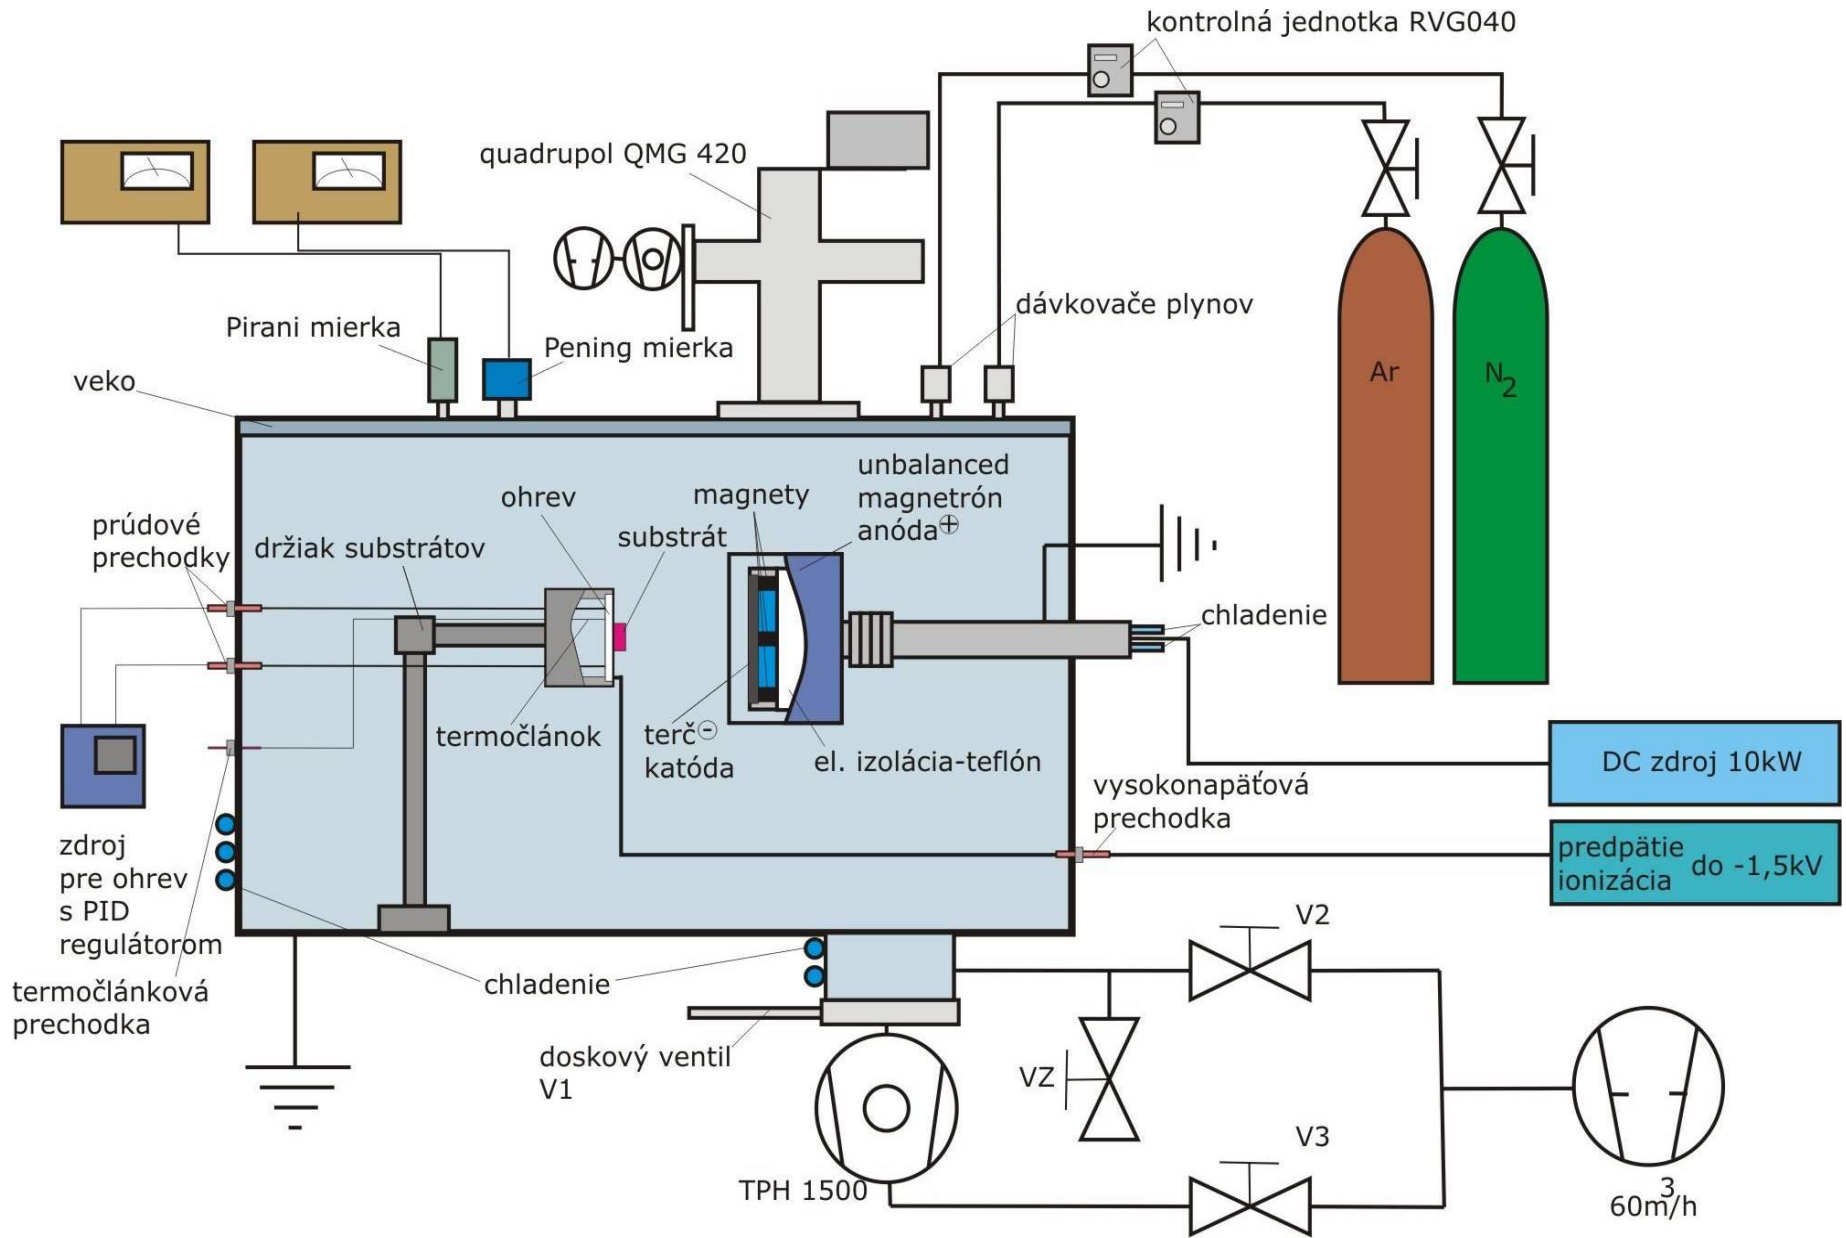 kontrolná jednotka RVG040
quadrupol QMG 420
Pirani mierka
Pening mierka
dávkovače plynov
veko
Ar
N2
unbalanced
magnetrón
anóda⊕
ohrev
magnety
substrát
prúdové
prechodky
držiak substrátov
chladenie
termočlánok
terč⊖
katóda
el. izolácia-teflón
DC zdroj 10kW
vysokonapäťová
prechodka
predpätie
ionizácia
do -1,5kV
zdroj
pre ohrev
s PID
regulátorom
termočlánková
prechodka
chladenie
doskový ventil
V1
V2
VZ
V3
TPH 1500
60m3/h